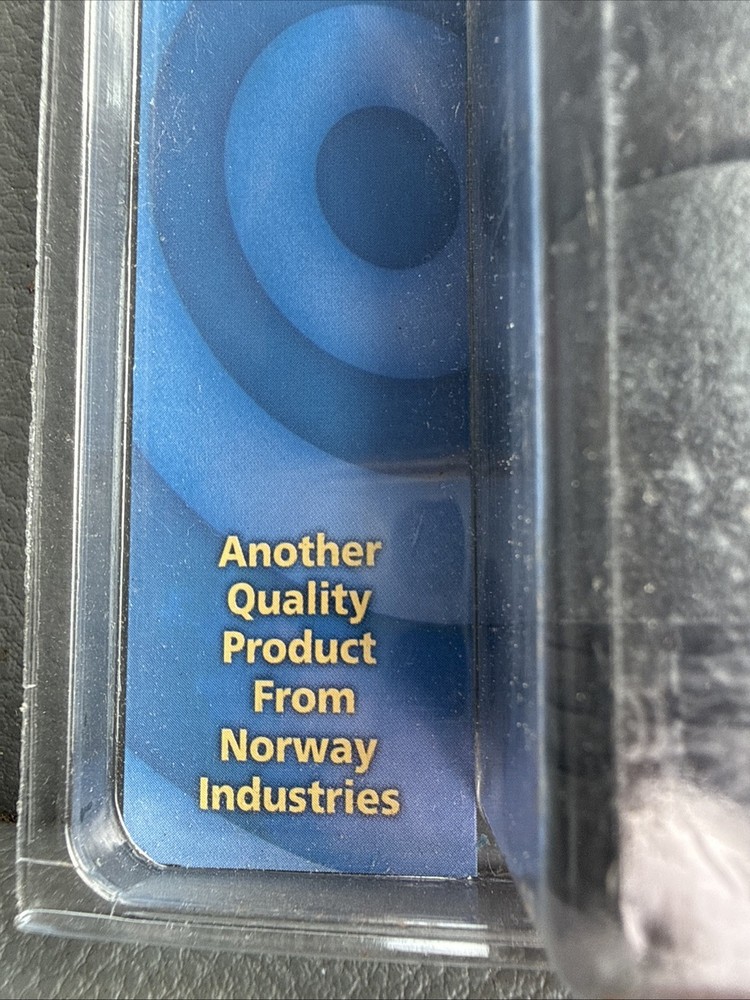 Another
Quality
Product
From
Norway
Industries